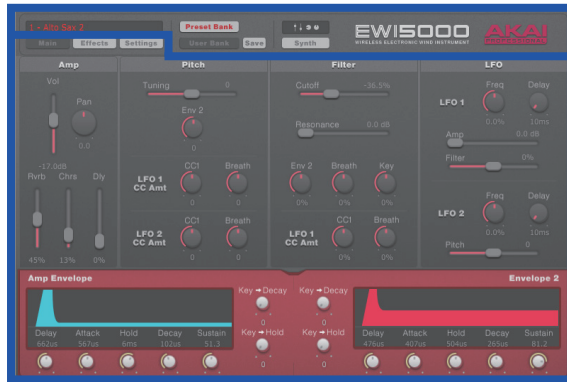 1 - Alto Sax 2
Preset Bank
EWI5000
AKAI
Main Effects Settings
User Bank Save
Synth
WIRELESS ELECTRONIC WIND INSTRUMENT
Amp Pitch Filter LFO
Vol
Pan
0.0
-17.0dB
Rvrb Chrs Dly
45% 13% 0%
Tuning 0
Env 2
0
LFO 1
CC Amt
CC1 Breath
0 0
LFO 2
CC Amt
CC1 Breath
0 0
Cutoff -36.5%
Resonance 0.0 dB
Env 2 Breath Key
0% 0% 0%
LFO 1
CC Amt
CC1 Breath
0% 0%
LFO 1
Freq Delay
0.0% 10ms
Amp 0.0 dB
Filter 0%
LFO 2
Freq Delay
0.0% 10ms
Pitch 0
Amp Envelope
Delay Attack Hold Decay Sustain
662us 567us 6ms 102us 51.3
Key ➡ Decay Key ➡ Decay
0 0
Key ➡ Hold Key ➡ Hold
0 0
Envelope 2
Delay Attack Hold Decay Sustain
476us 407us 504us 265us 81.2